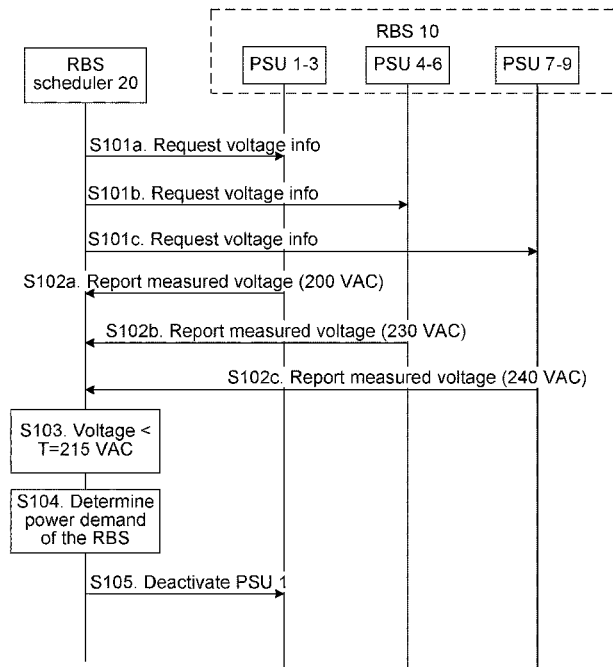 RBS 10
RBS
scheduler 20
PSU 1-3
PSU 4-6
PSU 7-9
S101a. Request voltage info
S101b. Request voltage info
S101c. Request voltage info
S102a. Report measured voltage (200 VAC)
S102b. Report measured voltage (230 VAC)
S102c. Report measured voltage (240 VAC)
S103. Voltage <
T=215 VAC
S104. Determine
power demand
of the RBS
S105. Deactivate PSU 1